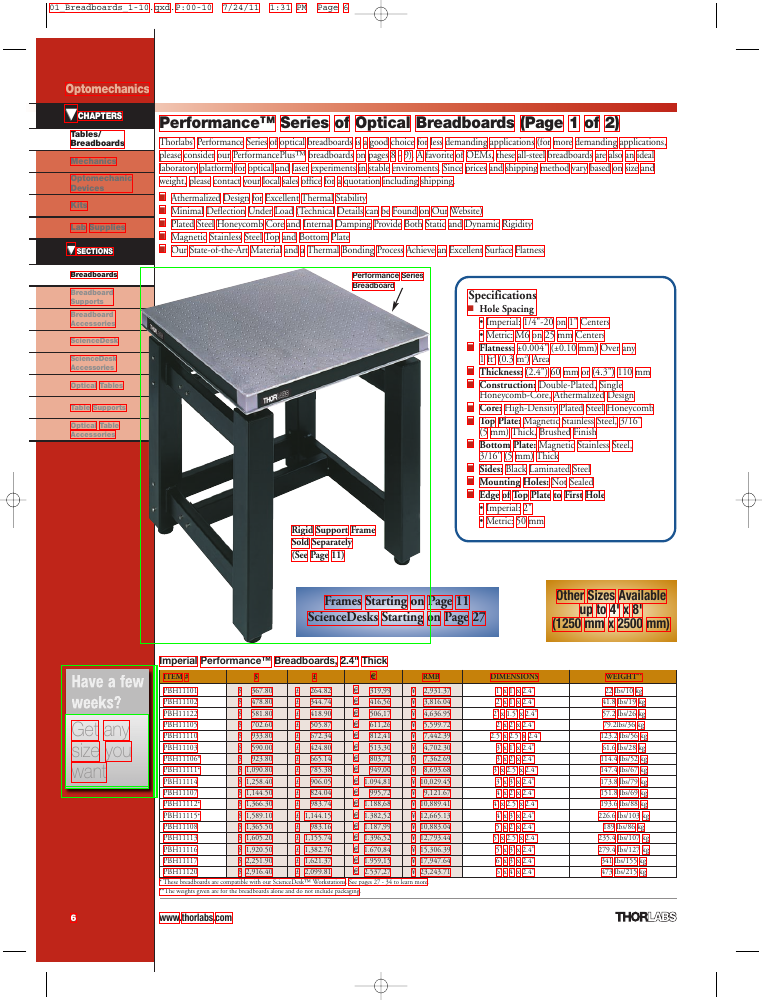 01 Breadboards_1-10.qxd P:00-10 7/24/11 1:31 PM Page 6
Optomechanics
▼CHAPTERS
Tables/
Breadboards
Mechanics
Optomechanic
Devices
Kits
Lab Supplies
▼SECTIONS
Breadboards
Breadboard
Supports
Breadboard
Accessories
ScienceDesk
ScienceDesk
Accessories
Optical Tables
Table Supports
Optical Table
Accessories
Performance™ Series of Optical Breadboards (Page 1 of 2)
Thorlabs' Performance Series of optical breadboards is a good choice for less demanding applications (for more demanding applications,
please consider our PerformancePlus™ breadboards on pages 8 - 9). A favorite of OEMs, these all-steel breadboards are also an ideal
laboratory platform for optical and laser experiments in stable enviroments. Since prices and shipping method vary based on size and
weight, please contact your local sales office for a quotation including shipping.
Athermalized Design for Excellent Thermal Stability
Minimal Deflection Under Load (Technical Details can be Found on Our Website)
Plated Steel Honeycomb Core and Internal Damping Provide Both Static and Dynamic Rigidity
Magnetic Stainless Steel Top and Bottom Plate
Our State-of-the-Art Material and a Thermal Bonding Process Achieve an Excellent Surface Flatness
Performance Series
Breadboard
THORLABS
Rigid Support Frame
Sold Separately
(See Page 11)
Specifications
Hole Spacing
• Imperial: 1/4"-20 on 1" Centers
• Metric: M6 on 25 mm Centers
Flatness: ±0.004" (±0.10 mm) Over any
1 ft² (0.3 m²) Area
Thickness: (2.4") 60 mm or (4.3") 110 mm
Construction: Double-Plated, Single
Honeycomb-Core, Athermalized Design
Core: High-Density Plated Steel Honeycomb
Top Plate: Magnetic Stainless Steel, 3/16"
(5 mm) Thick, Brushed Finish
Bottom Plate: Magnetic Stainless Steel,
3/16" (5 mm) Thick
Sides: Black Laminated Steel
Mounting Holes: Not Sealed
Edge of Top Plate to First Hole
• Imperial: 2"
• Metric: 50 mm
Frames Starting on Page 11
ScienceDesks Starting on Page 27
Other Sizes Available
up to 4' x 8'
(1250 mm x 2500 mm)
Have a few
weeks?
Get any
size you
want
Imperial Performance™ Breadboards, 2.4" Thick
ITEM # $ £ € RMB DIMENSIONS WEIGHT**
PBH11101 $ 367.80 £ 264.82 € 319.99 ¥ 2,931.37 1' x 1' x 2.4" 22 lbs/10 kg
PBH11102 $ 478.80 £ 344.74 € 416.56 ¥ 3,816.04 1' x 2' x 2.4" 41.8 lbs/19 kg
PBH11122 $ 581.80 £ 418.90 € 506.17 ¥ 4,636.95 2' x 1.5' x 2.4" 57.2 lbs/26 kg
PBH11105 $ 702.60 £ 505.87 € 611.26 ¥ 5,599.72 2' x 2' x 2.4" 79.2 lbs/36 kg
PBH11110 $ 933.80 £ 672.34 € 812.41 ¥ 7,442.39 2.5' x 2.5' x 2.4" 123.2 lbs/56 kg
PBH11103 $ 590.00 £ 424.80 € 513.30 ¥ 4,702.30 3' x 1' x 2.4" 61.6 lbs/28 kg
PBH11106* $ 923.80 £ 665.14 € 803.71 ¥ 7,362.69 3' x 2' x 2.4" 114.4 lbs/52 kg
PBH11111* $ 1,090.80 £ 785.38 € 949.00 ¥ 8,693.68 3' x 2.5' x 2.4" 147.4 lbs/67 kg
PBH11114 $ 1,258.40 £ 906.05 € 1,094.81 ¥ 10,029.45 3' x 3' x 2.4" 173.8 lbs/79 kg
PBH11107 $ 1,144.50 £ 824.04 € 995.72 ¥ 9,121.67 4' x 2' x 2.4" 151.8 lbs/69 kg
PBH11112* $ 1,366.30 £ 983.74 € 1,188.68 ¥ 10,889.41 4' x 2.5' x 2.4" 193.6 lbs/88 kg
PBH11115* $ 1,589.10 £ 1,144.15 € 1,382.52 ¥ 12,665.13 4' x 3' x 2.4" 226.6 lbs/103 kg
PBH11108 $ 1,365.50 £ 983.16 € 1,187.99 ¥ 10,883.04 5' x 2' x 2.4" 189 lbs/86 kg
PBH11113 $ 1,605.20 £ 1,155.74 € 1,396.52 ¥ 12,793.44 5' x 2.5' x 2.4" 235.4 lbs/107 kg
PBH11116 $ 1,920.50 £ 1,382.76 € 1,670.84 ¥ 15,306.39 5' x 3' x 2.4" 279.4 lbs/127 kg
PBH11117 $ 2,251.90 £ 1,621.37 € 1,959.15 ¥ 17,947.64 6' x 3' x 2.4" 341 lbs/155 kg
PBH11120 $ 2,916.40 £ 2,099.81 € 2,537.27 ¥ 23,243.71 6' x 4' x 2.4" 473 lbs/215 kg
* These breadboards are compatible with our ScienceDesk™ Workstations. See pages 27 - 34 to learn more.
** The weights given are for the breadboards alone and do not include packaging.
6
www.thorlabs.com
THORLABS